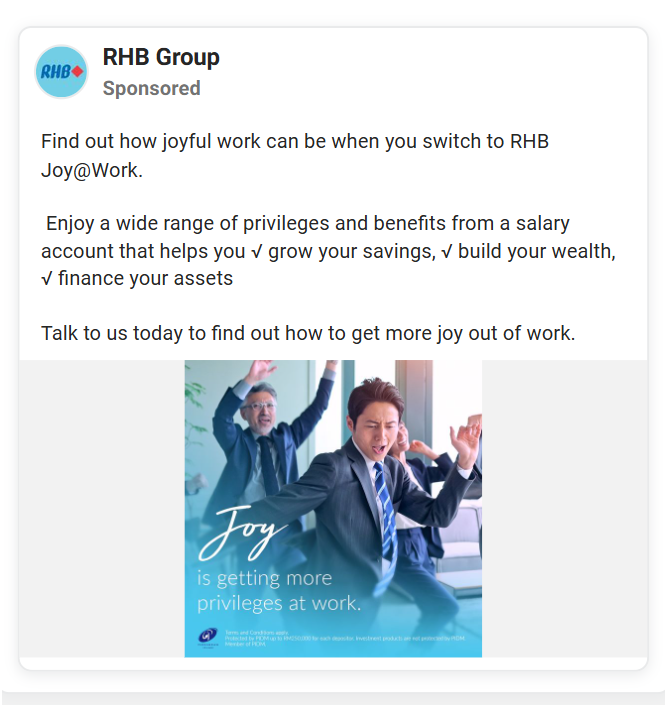 RHB
RHB Group
Sponsored
Find out how joyful work can be when you switch to RHB
Joy@Work.
Enjoy a wide range of privileges and benefits from a salary
account that helps you √ grow your savings, √ build your wealth,
√ finance your assets
Talk to us today to find out how to get more joy out of work.
Joy
is getting more
privileges at work.
Terms and Conditions apply.
Protected by PIDM up to RM250,000 for each depositor. Investment products are not protected by PIDM.
Member of PIDM.